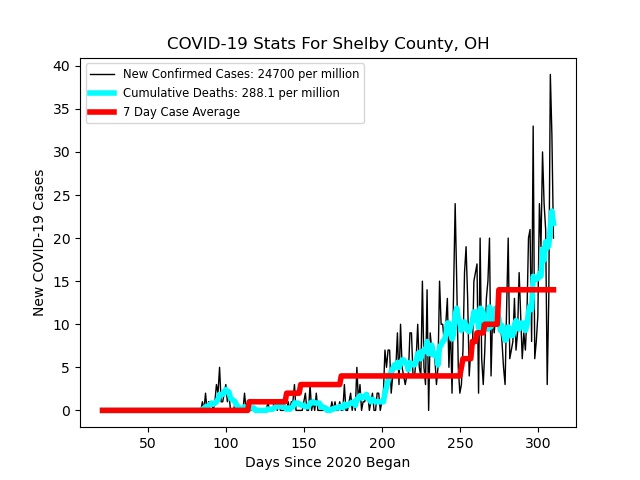 COVID-19 Stats For Shelby County, OH
New Confirmed Cases: 24700 per million
Cumulative Deaths: 288.1 per million
7 Day Case Average
New COVID-19 Cases
40
35
30
25
20
15
10
5
0
50 100 150 200 250 300
Days Since 2020 Began